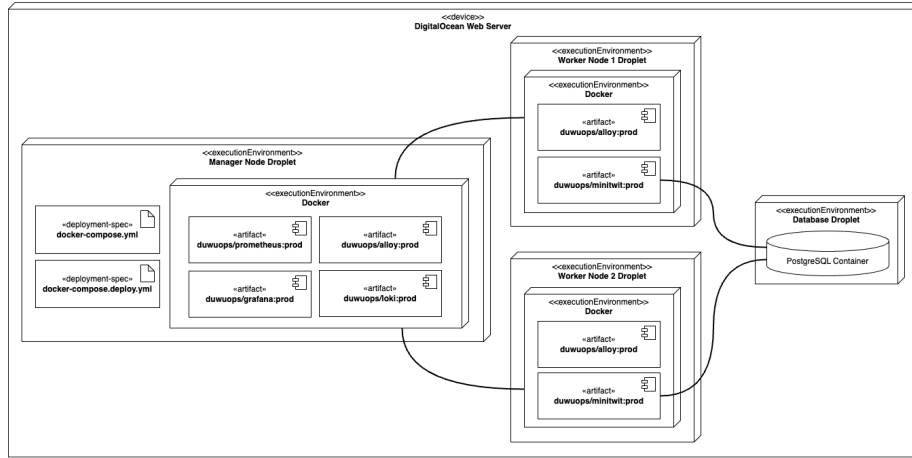 <<device>>
DigitalOcean Web Server
<<executionEnvironment>>
Manager Node Droplet
«deployment-spec»
docker-compose.yml
«deployment-spec»
docker-compose.deploy.yml
<<executionEnvironment>>
Docker
«artifact»
duwuops/prometheus:prod
«artifact»
duwuops/alloy:prod
«artifact»
duwuops/grafana:prod
«artifact»
duwuops/loki:prod
<<executionEnvironment>>
Worker Node 1 Droplet
<<executionEnvironment>>
Docker
«artifact»
duwuops/alloy:prod
«artifact»
duwuops/minitwit:prod
<<executionEnvironment>>
Worker Node 2 Droplet
<<executionEnvironment>>
Docker
«artifact»
duwuops/alloy:prod
«artifact»
duwuops/minitwit:prod
<<executionEnvironment>>
Database Droplet
PostgreSQL Container